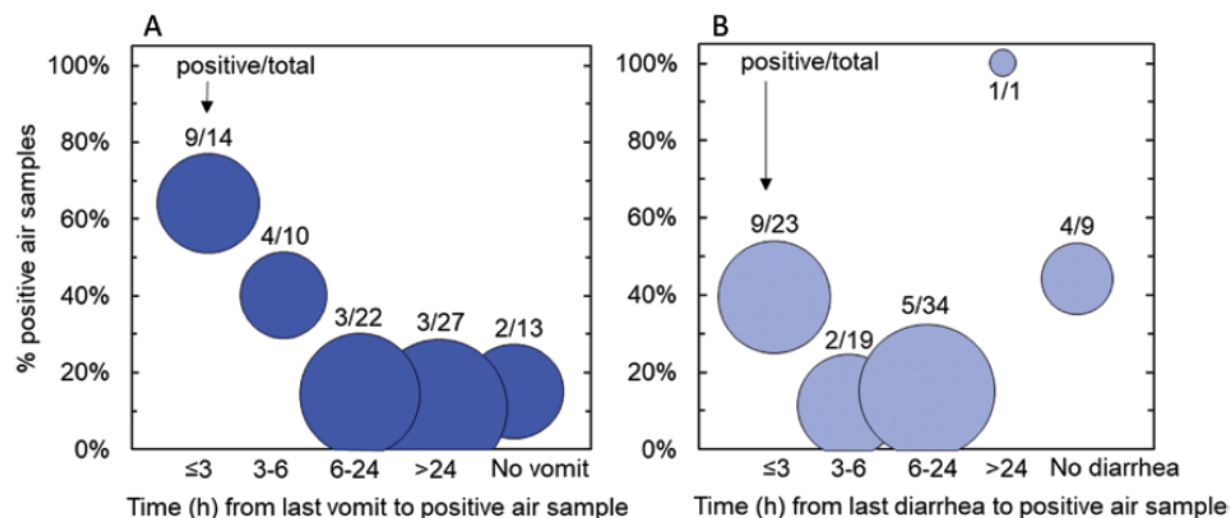 A
% positive air samples
100%
80%
60%
40%
20%
0%
positive/total
9/14
4/10
3/22
3/27
2/13
≤3 3-6 6-24 >24 No vomit
Time (h) from last vomit to positive air sample
B
100%
80%
60%
40%
20%
0%
positive/total
9/23
2/19
5/34
1/1
4/9
≤3 3-6 6-24 >24 No diarrhea
Time (h) from last diarrhea to positive air sample